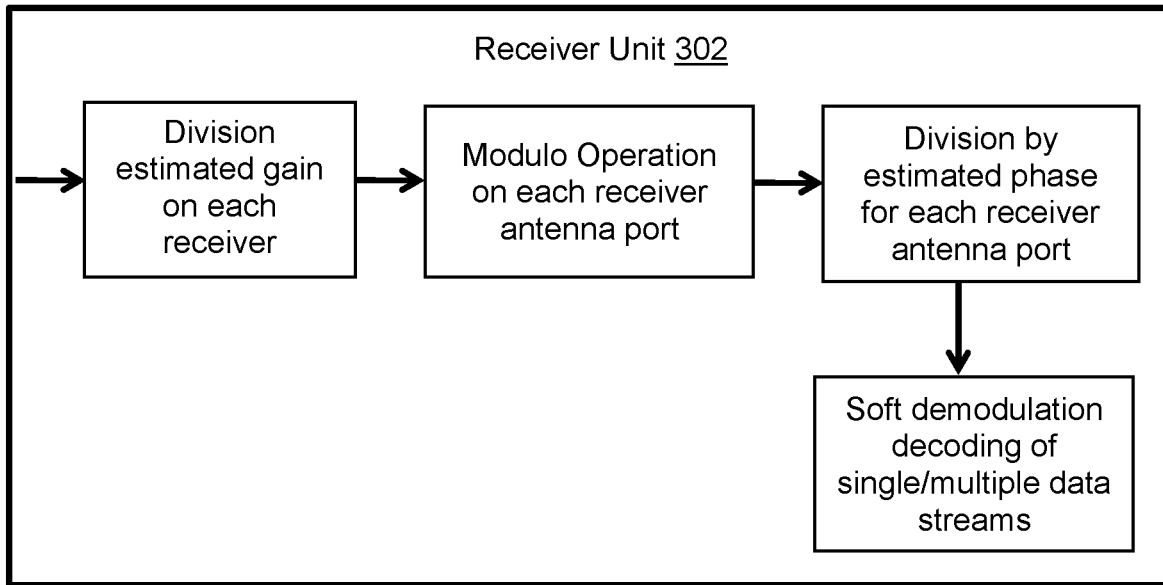 Receiver Unit 302
Division
estimated gain
on each
receiver
Modulo Operation
on each receiver
antenna port
Division by
estimated phase
for each receiver
antenna port
Soft demodulation
decoding of
single/multiple data
streams